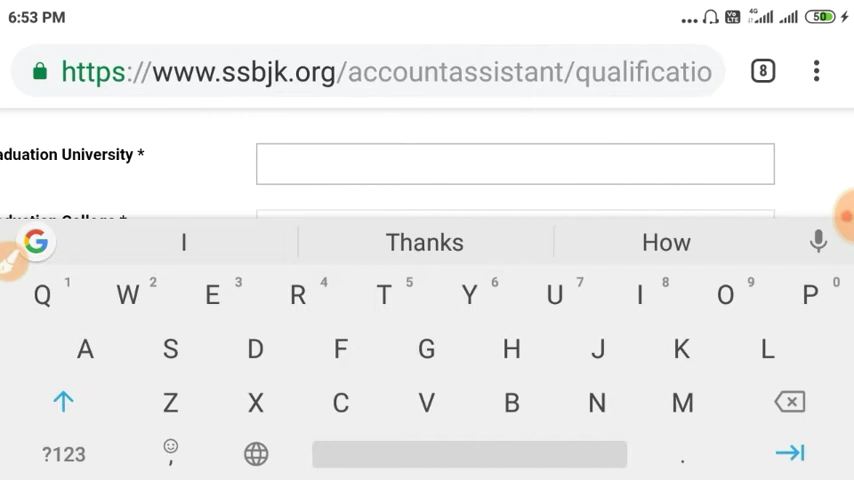 6:53 PM
4G
50
https://www.ssbjk.org/accountassistant/qualificatio
8
aduation University *
I Thanks How
Q 1 W 2 E 3 R 4 T 5 Y 6 U 7 I 8 O 9 P 0
A S D F G H J K L
Z X C V B N M
?123 , .